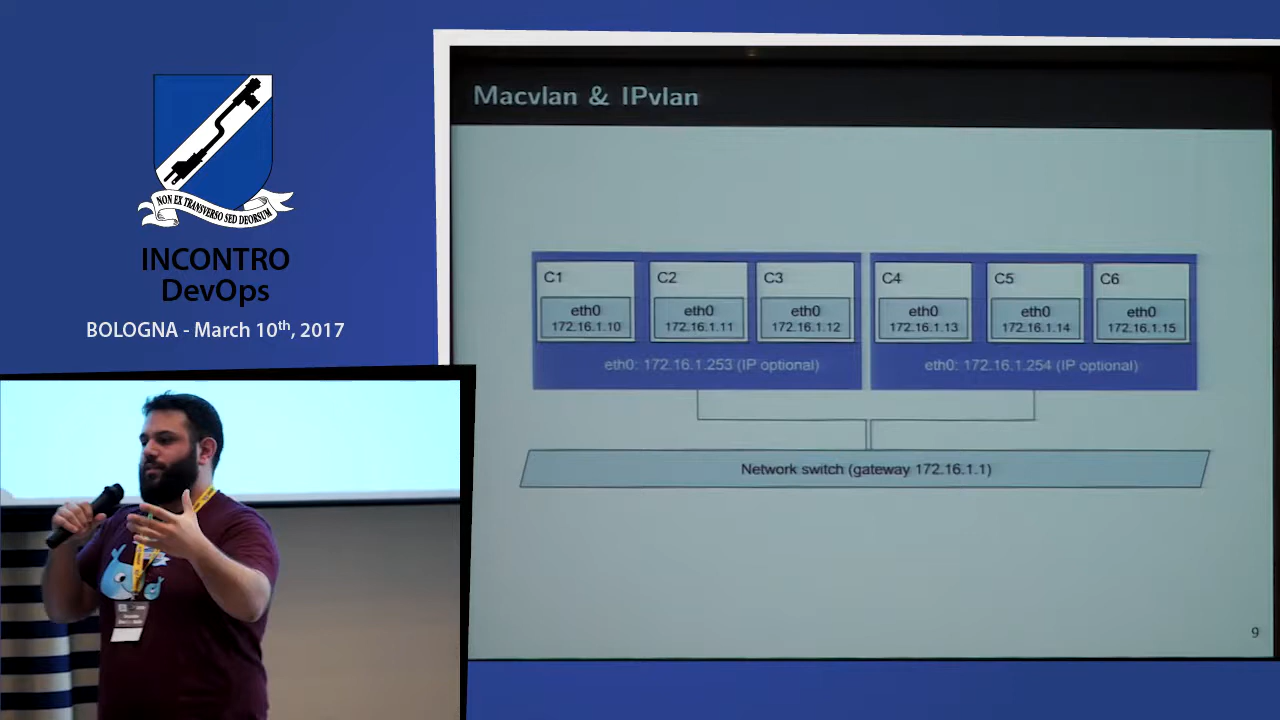 NON EX TRANSVERSO SED DEORSUM
INCONTRO
DevOps
BOLOGNA - March 10th, 2017
Macvlan & IPvlan
C1
eth0
172.16.1.10
C2
eth0
172.16.1.11
C3
eth0
172.16.1.12
C4
eth0
172.16.1.13
C5
eth0
172.16.1.14
C6
eth0
172.16.1.15
eth0: 172.16.1.253 (IP optional)
eth0: 172.16.1.254 (IP optional)
Network switch (gateway 172.16.1.1)
9